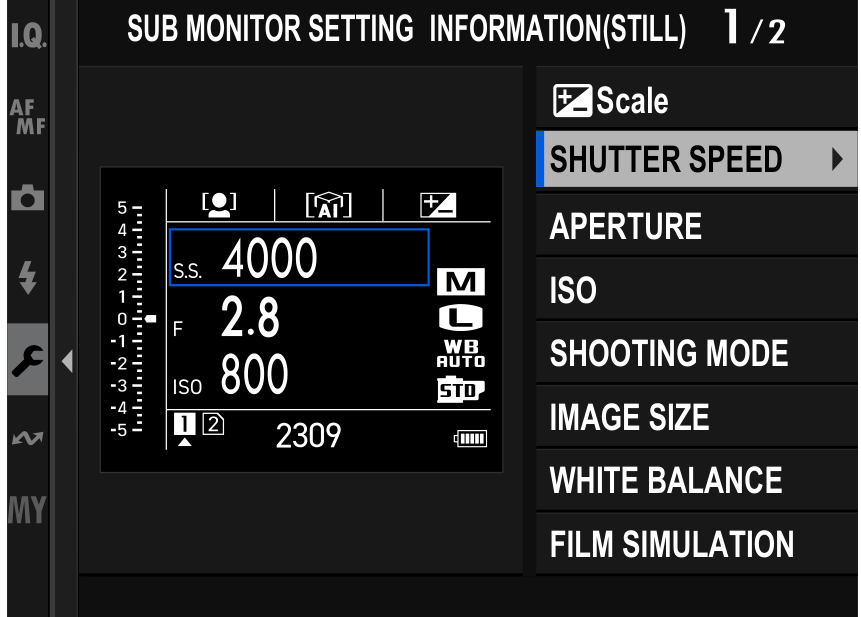 SUB MONITOR SETTING INFORMATION(STILL) 1/2
I.Q.
AF
MF
MY
5
4
3
2
1
0
-1
-2
-3
-4
-5
AI
S.S. 4000
F 2.8
ISO 800
M
L
WB
AUTO
STD
1 2 2309
Scale
SHUTTER SPEED
APERTURE
ISO
SHOOTING MODE
IMAGE SIZE
WHITE BALANCE
FILM SIMULATION